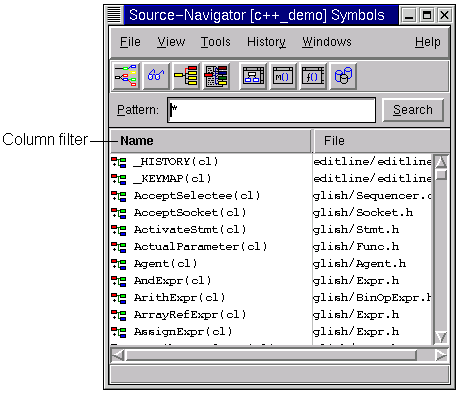 Source-Navigator [c++_demo] Symbols
File View Tools History Windows Help
M() f()
Pattern: * Search
Column filter
Name File
_HISTORY(cl) editline/editline
_KEYMAP(cl) editline/editline
AcceptSelectee(cl) glish/Sequencer.
AcceptSocket(cl) glish/Socket.h
ActivateStmt(cl) glish/Stmt.h
ActualParameter(cl) glish/Func.h
Agent(cl) glish/Agent.h
AndExpr(cl) glish/Expr.h
ArithExpr(cl) glish/BinOpExpr.h
ArrayRefExpr(cl) glish/Expr.h
AssignExpr(cl) glish/Expr.h